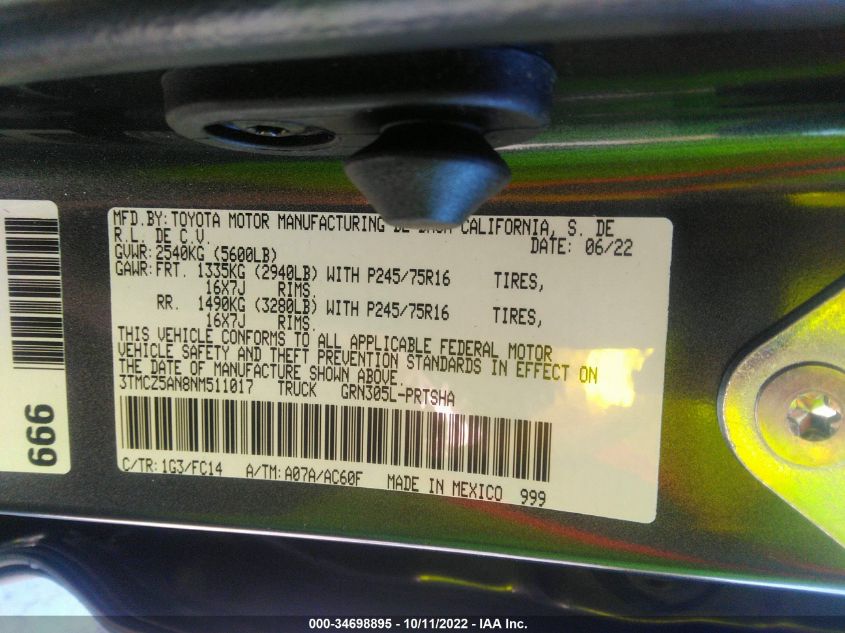 MFD.BY: TOYOTA MOTOR MANUFACTURING DE CALIFORNIA, S. DE
R.L. DE C.V. DATE: 06/22
GVWR: 2540KG (5600LB)
GAWR: FRT. 1335KG (2940LB) WITH P245/75R16 TIRES,
16X7J RIMS.
RR. 1490KG (3280LB) WITH P245/75R16 TIRES,
16X7J RIMS.
THIS VEHICLE CONFORMS TO ALL APPLICABLE FEDERAL MOTOR
VEHICLE SAFETY AND THEFT PREVENTION STANDARDS IN EFFECT ON
THE DATE OF MANUFACTURE SHOWN ABOVE.
3TMCZ5AN8NM511017 TRUCK GRN305L-PRTSHA
C/TR: 1G3/FC14 A/TM: A07A/AC60F MADE IN MEXICO 999
999
000-34698895 - 10/11/2022 - IAA Inc.